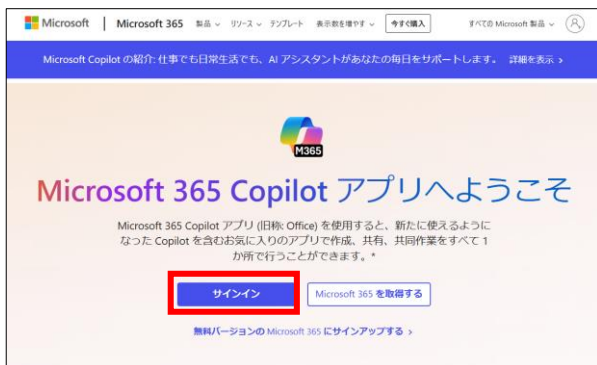 Microsoft | Microsoft 365 製品 リソース テンプレート 表示数を増やす 今すぐ購入 すべての Microsoft 製品
Microsoft Copilot の紹介: 仕事でも日常生活でも、AI アシスタントがあなたの毎日をサポートします。 詳細を表示 >
M365
Microsoft 365 Copilot アプリへようこそ
Microsoft 365 Copilot アプリ (旧称: Office) を使用すると、新たに使えるように
なった Copilot を含むお気に入りのアプリで作成、共有、共同作業をすべて 1
か所で行うことができます。*
サインイン Microsoft 365 を取得する
無料バージョンの Microsoft 365 にサインアップする >